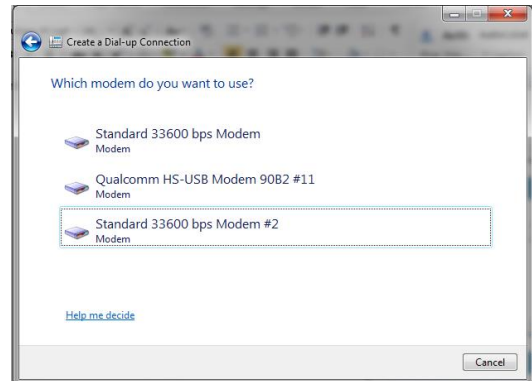 Create a Dial-up Connection
Which modem do you want to use?
Standard 33600 bps Modem
Modem
Qualcomm HS-USB Modem 90B2 #11
Modem
Standard 33600 bps Modem #2
Modem
Help me decide
Cancel